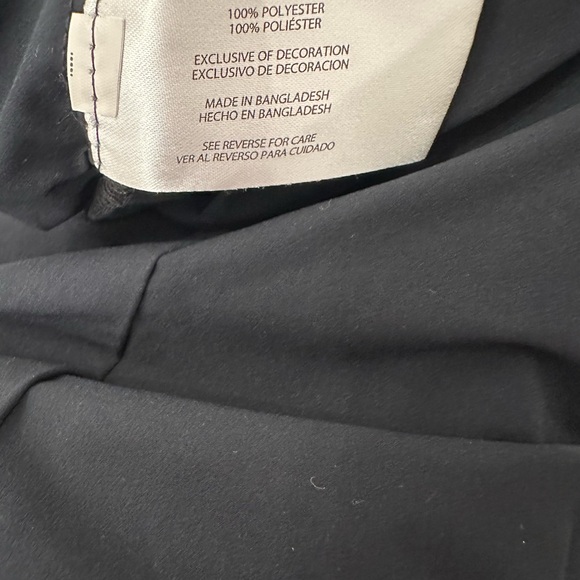 100% POLYESTER
100% POLIÉSTER
EXCLUSIVE OF DECORATION
EXCLUSIVO DE DECORACION
MADE IN BANGLADESH
HECHO EN BANGLADESH
SEE REVERSE FOR CARE
VER AL REVERSO PARA CUIDADO